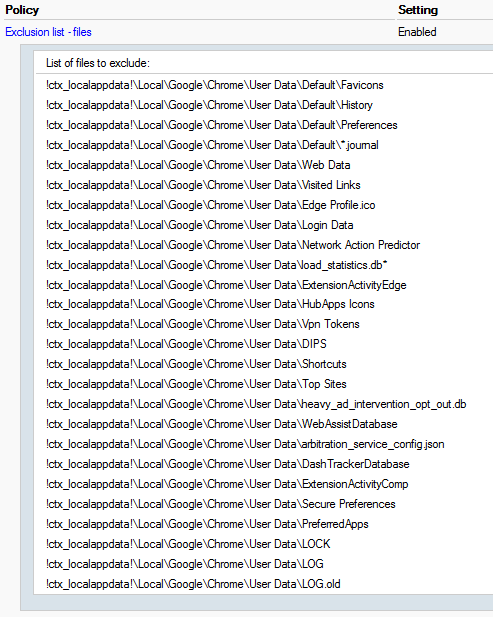 Policy Setting
Exclusion list - files Enabled
List of files to exclude:
!ctx_localappdata!\Local\Google\Chrome\User Data\Default\Favicons
!ctx_localappdata!\Local\Google\Chrome\User Data\Default\History
!ctx_localappdata!\Local\Google\Chrome\User Data\Default\Preferences
!ctx_localappdata!\Local\Google\Chrome\User Data\Default\*.journal
!ctx_localappdata!\Local\Google\Chrome\User Data\Web Data
!ctx_localappdata!\Local\Google\Chrome\User Data\Visited Links
!ctx_localappdata!\Local\Google\Chrome\User Data\Edge Profile.ico
!ctx_localappdata!\Local\Google\Chrome\User Data\Login Data
!ctx_localappdata!\Local\Google\Chrome\User Data\Network Action Predictor
!ctx_localappdata!\Local\Google\Chrome\User Data\load_statistics.db*
!ctx_localappdata!\Local\Google\Chrome\User Data\ExtensionActivityEdge
!ctx_localappdata!\Local\Google\Chrome\User Data\HubApps Icons
!ctx_localappdata!\Local\Google\Chrome\User Data\Vpn Tokens
!ctx_localappdata!\Local\Google\Chrome\User Data\DIPS
!ctx_localappdata!\Local\Google\Chrome\User Data\Shortcuts
!ctx_localappdata!\Local\Google\Chrome\User Data\Top Sites
!ctx_localappdata!\Local\Google\Chrome\User Data\heavy_ad_intervention_opt_out.db
!ctx_localappdata!\Local\Google\Chrome\User Data\WebAssistDatabase
!ctx_localappdata!\Local\Google\Chrome\User Data\arbitration_service_config.json
!ctx_localappdata!\Local\Google\Chrome\User Data\DashTrackerDatabase
!ctx_localappdata!\Local\Google\Chrome\User Data\ExtensionActivityComp
!ctx_localappdata!\Local\Google\Chrome\User Data\Secure Preferences
!ctx_localappdata!\Local\Google\Chrome\User Data\PreferredApps
!ctx_localappdata!\Local\Google\Chrome\User Data\LOCK
!ctx_localappdata!\Local\Google\Chrome\User Data\LOG
!ctx_localappdata!\Local\Google\Chrome\User Data\LOG.old